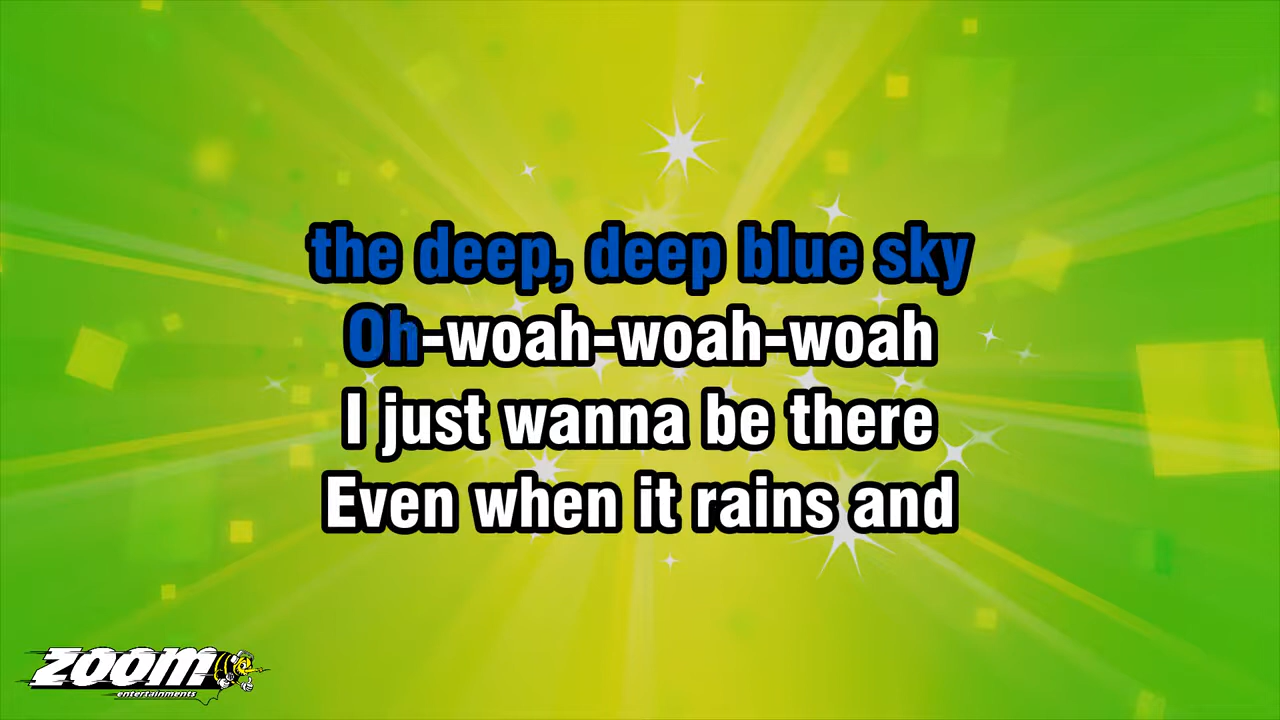 the deep, deep blue sky
Oh-woah-woah-woah
I just wanna be there
Even when it rains and
ZOOM
entertainments